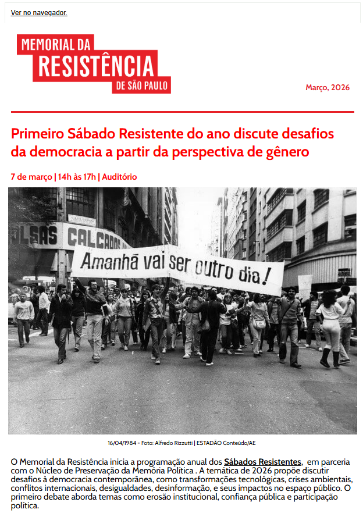 Ver no navegador.
MEMORIAL DA
RESISTÊNCIA
DE SÃO PAULO
Março, 2026
Primeiro Sábado Resistente do ano discute desafios
da democracia a partir da perspectiva de gênero
7 de março | 14h às 17h | Auditório
OLSAS CALÇADOS
Amanhã vai ser outro dia!
16/04/1984 - Foto: Alfredo Rizzutti | ESTADÃO Conteúdo/AE
O Memorial da Resistência inicia a programação anual dos Sábados Resistentes, em parceria
com o Núcleo de Preservação da Memória Política . A temática de 2026 propõe discutir
desafios à democracia contemporânea, como transformações tecnológicas, crises ambientais,
conflitos internacionais, desigualdades, desinformação, e seus impactos no espaço público. O
primeiro debate aborda temas como erosão institucional, confiança pública e participação
política.